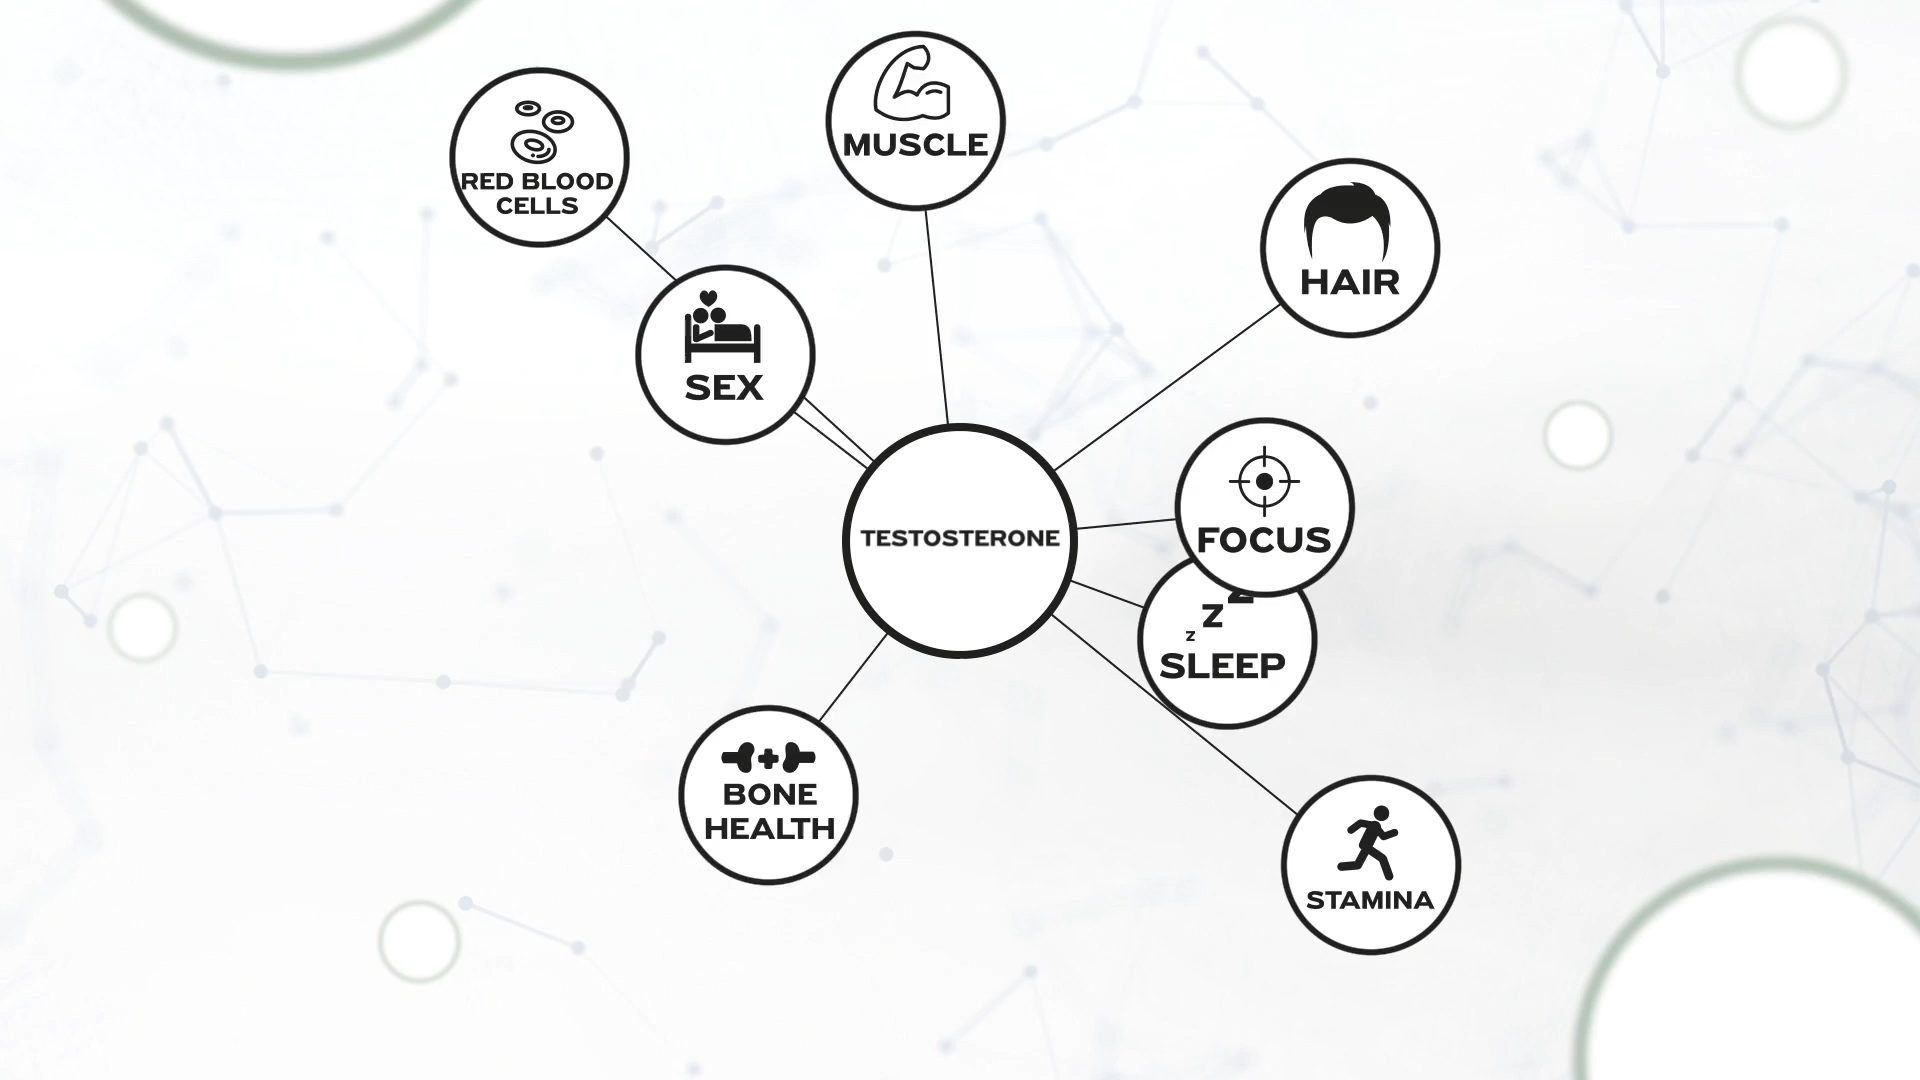 MUSCLE
RED BLOOD
CELLS
HAIR
SEX
FOCUS
TESTOSTERONE
z
z
SLEEP
BONE
HEALTH
STAMINA